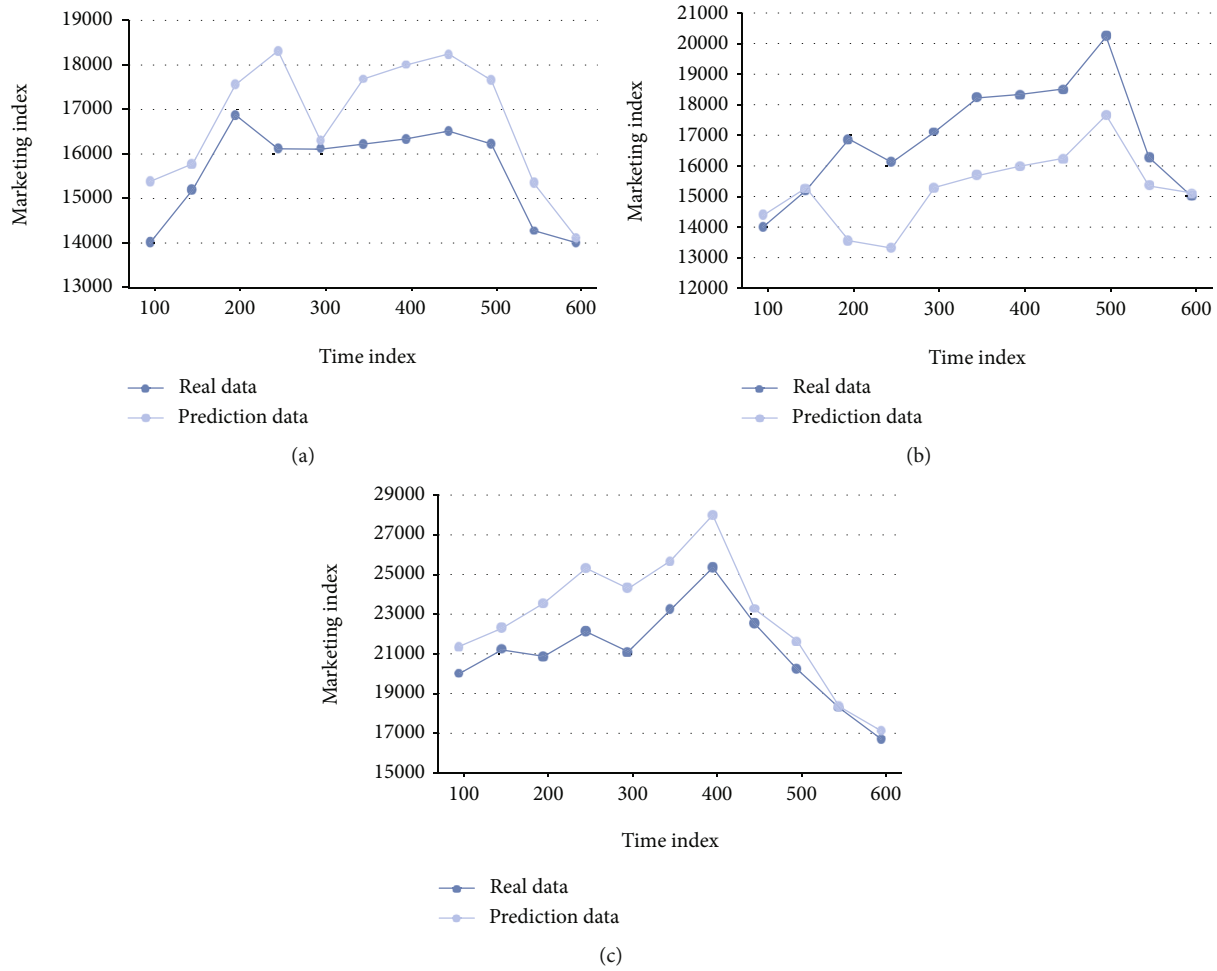 Marketing index
19000
18000
17000
16000
15000
14000
13000
100 200 300 400 500 600
Time index
Real data
Prediction data
(a)
Marketing index
21000
20000
19000
18000
17000
16000
15000
14000
13000
12000
100 200 300 400 500 600
Time index
Real data
Prediction data
(b)
Marketing index
29000
27000
25000
23000
21000
19000
17000
15000
100 200 300 400 500 600
Time index
Real data
Prediction data
(c)